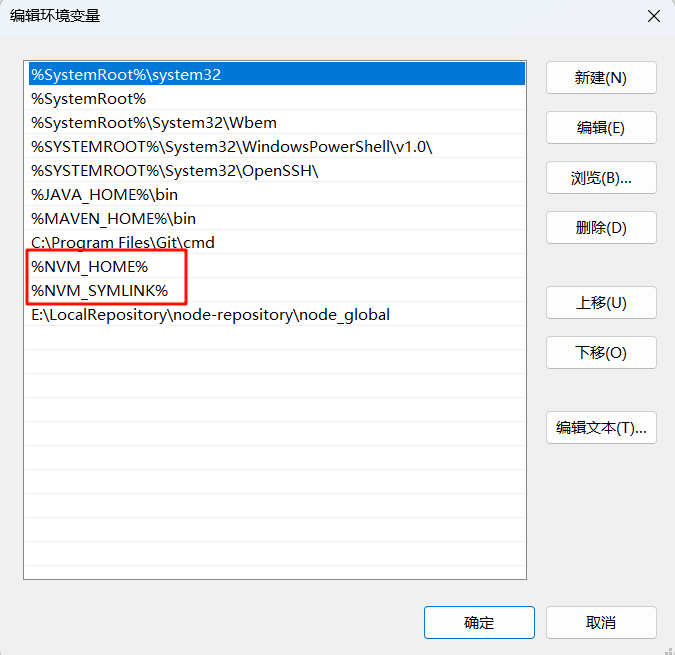 编辑环境变量
%SystemRoot%\system32
%SystemRoot%
%SystemRoot%\System32\Wbem
%SYSTEMROOT%\System32\WindowsPowerShell\v1.0\
%SYSTEMROOT%\System32\OpenSSH\
%JAVA_HOME%\bin
%MAVEN_HOME%\bin
C:\Program Files\Git\cmd
%NVM_HOME%
%NVM_SYMLINK%
E:\LocalRepository\node-repository\node_global
新建(N)
编辑(E)
浏览(B)...
删除(D)
上移(U)
下移(O)
编辑文本(T)...
确定
取消